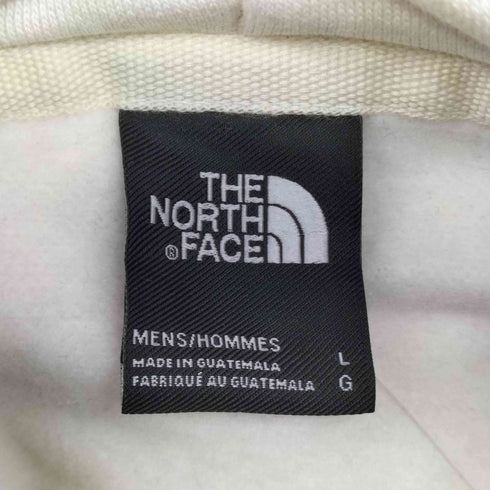 THE
NORTH
®FACE
MENS/HOMMES
MADE IN GUATEMALA L
FABRIQUÉ AU GUATEMALA G